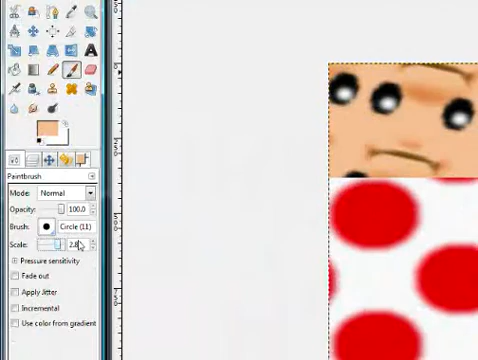 Paintbrush
Mode: Normal
Opacity: 100.0
Brush: Circle (11)
Scale:
Pressure sensitivity
Fade out
Apply Jitter
Incremental
Use color from gradient